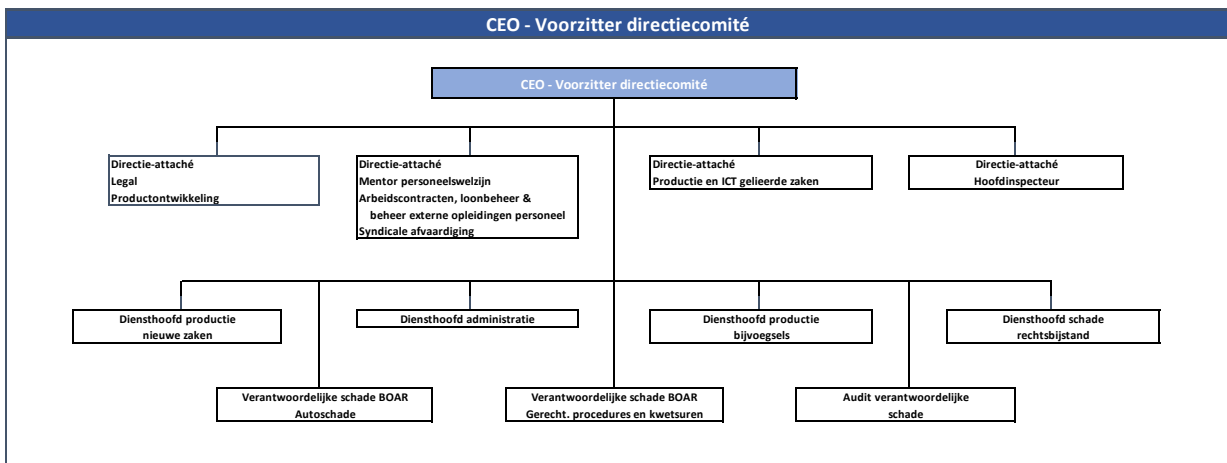 CEO - Voorzitter directiecomité
CEO - Voorzitter directiecomité
Directie-attaché
Legal
Productontwikkeling
Directie-attaché
Mentor personeelswelzijn
Arbeidscontracten, loonbeheer &
beheer externe opleidingen personeel
Syndicale afvaardiging
Directie-attaché
Productie en ICT gelieerde zaken
Directie-attaché
Hoofdinspecteur
Diensthoofd productie
nieuwe zaken
Diensthoofd administratie
Diensthoofd productie
bijvoegsels
Diensthoofd schade
rechtsbijstand
Verantwoordelijke schade BOAR
Autoschade
Verantwoordelijke schade BOAR
Gerecht. procedures en kwetsuren
Audit verantwoordelijke
schade